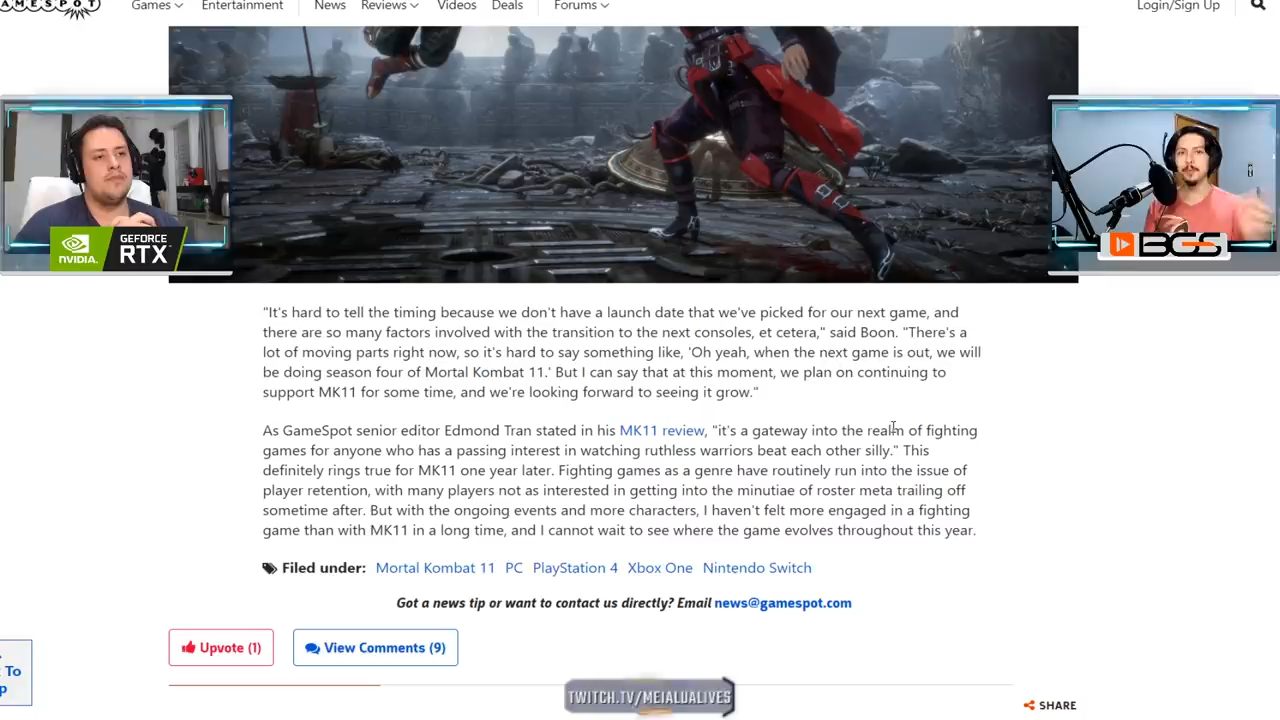 GAMESPOT
Games Entertainment News Reviews Videos Deals Forums Login/Sign Up
NVIDIA. GEFORCE RTX
BGS
"It's hard to tell the timing because we don't have a launch date that we've picked for our next game, and
there are so many factors involved with the transition to the next consoles, et cetera," said Boon. "There's a
lot of moving parts right now, so it's hard to say something like, 'Oh yeah, when the next game is out, we will
be doing season four of Mortal Kombat 11.' But I can say that at this moment, we plan on continuing to
support MK11 for some time, and we're looking forward to seeing it grow."
As GameSpot senior editor Edmond Tran stated in his MK11 review, "it's a gateway into the realm of fighting
games for anyone who has a passing interest in watching ruthless warriors beat each other silly." This
definitely rings true for MK11 one year later. Fighting games as a genre have routinely run into the issue of
player retention, with many players not as interested in getting into the minutiae of roster meta trailing off
sometime after. But with the ongoing events and more characters, I haven't felt more engaged in a fighting
game than with MK11 in a long time, and I cannot wait to see where the game evolves throughout this year.
Filed under: Mortal Kombat 11 PC PlayStation 4 Xbox One Nintendo Switch
Got a news tip or want to contact us directly? Email news@gamespot.com
Upvote (1) View Comments (9)
To
p
TWITCH.TV/MEIALUALIVES
SHARE